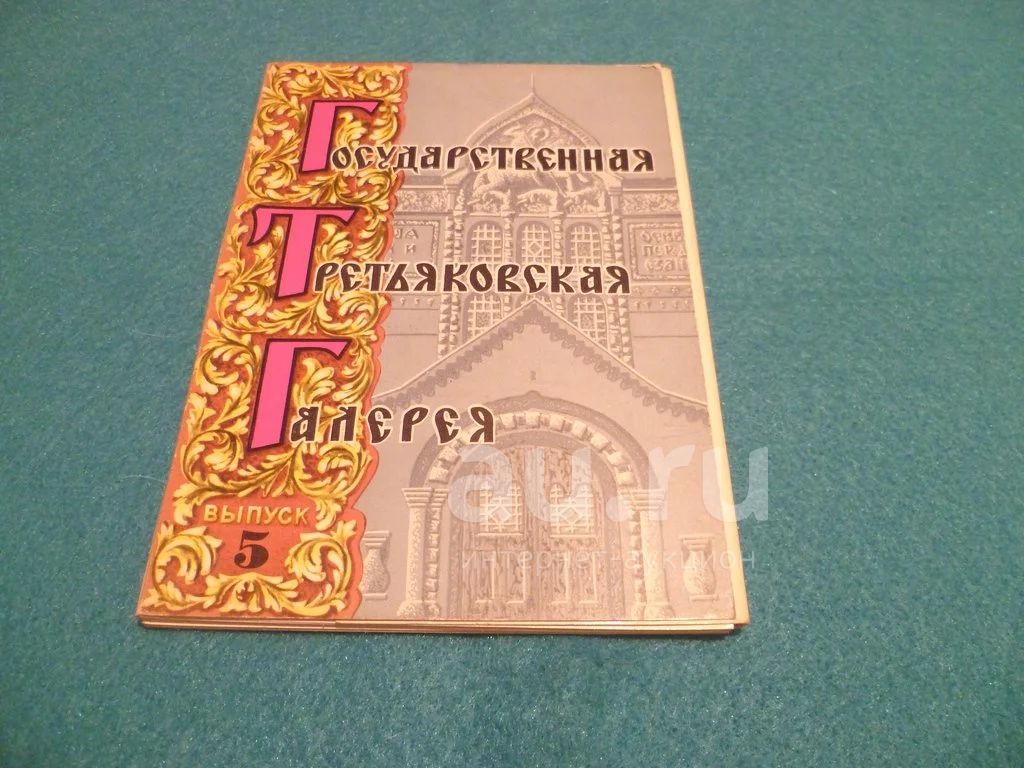 Государственная
Третьяковская
Галерея
ВЫПУСК
5
au.ru
интернет-аукцион